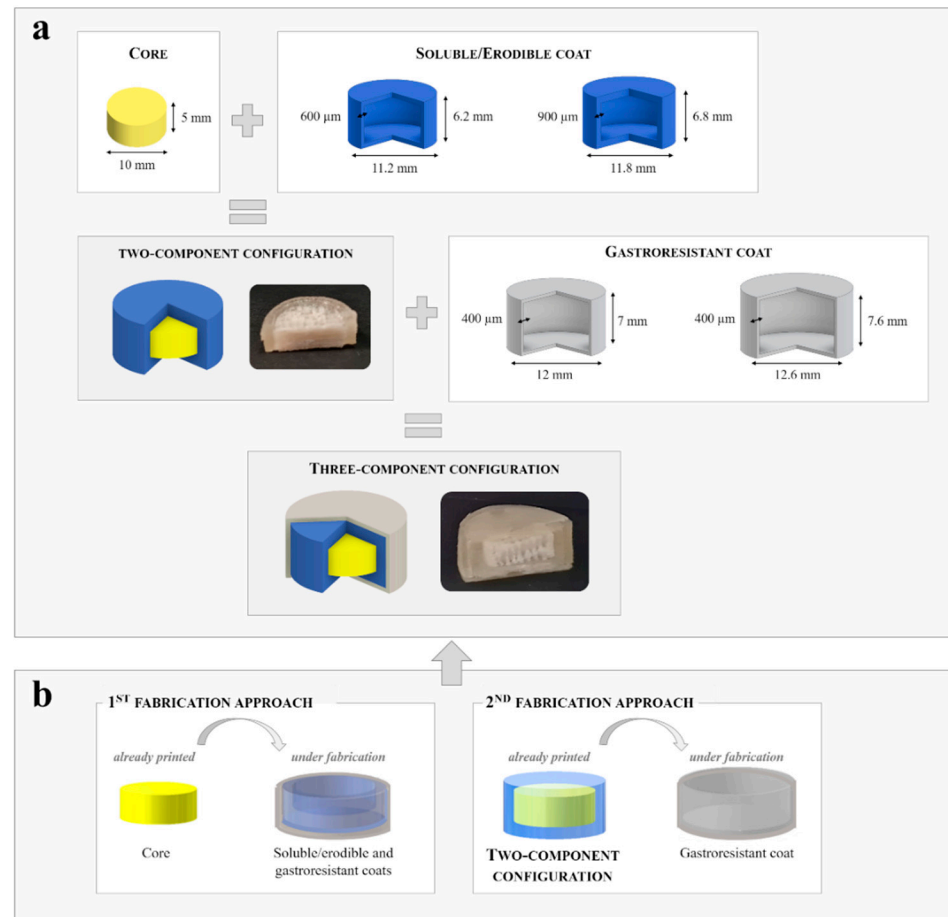 a
CORE
5 mm
10 mm
SOLUBLE/ERODIBLE COAT
600 µm
6.2 mm
11.2 mm
900 µm
6.8 mm
11.8 mm
TWO-COMPONENT CONFIGURATION
GASTRORESISTANT COAT
400 µm
7 mm
12 mm
400 µm
7.6 mm
12.6 mm
THREE-COMPONENT CONFIGURATION
b
1ST FABRICATION APPROACH
already printed
under fabrication
Core
Soluble/erodible and
gastroresistant coats
2ND FABRICATION APPROACH
already printed
under fabrication
TWO-COMPONENT
CONFIGURATION
Gastroresistant coat